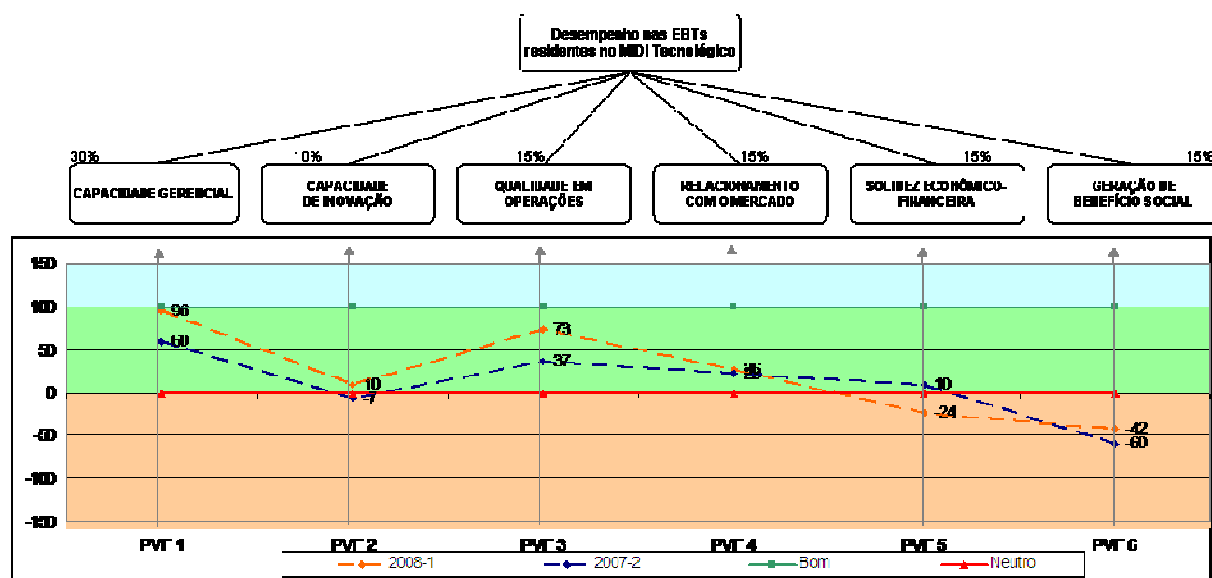 Desempenho nas EBTs
residentes no MIDI Tecnológico
30%
10%
15%
15%
15%
15%
CAPACIDADE GERENCIAL
CAPACIDADE
DE INOVAÇÃO
QUALIDADE EM
OPERAÇÕES
RELACIONAMENTO
COM O MERCADO
SOLIDEZ ECONÔMICO-
FINANCEIRA
GERAÇÃO DE
BENEFÍCIO SOCIAL
150
100
50
0
-50
-100
-150
96
60
10
-7
73
37
10
-24
-42
-60
PVF 1
PVF 2
PVF 3
PVF 4
PVF 5
PVF 6
2008-1
2007-2
Bom
Neutro